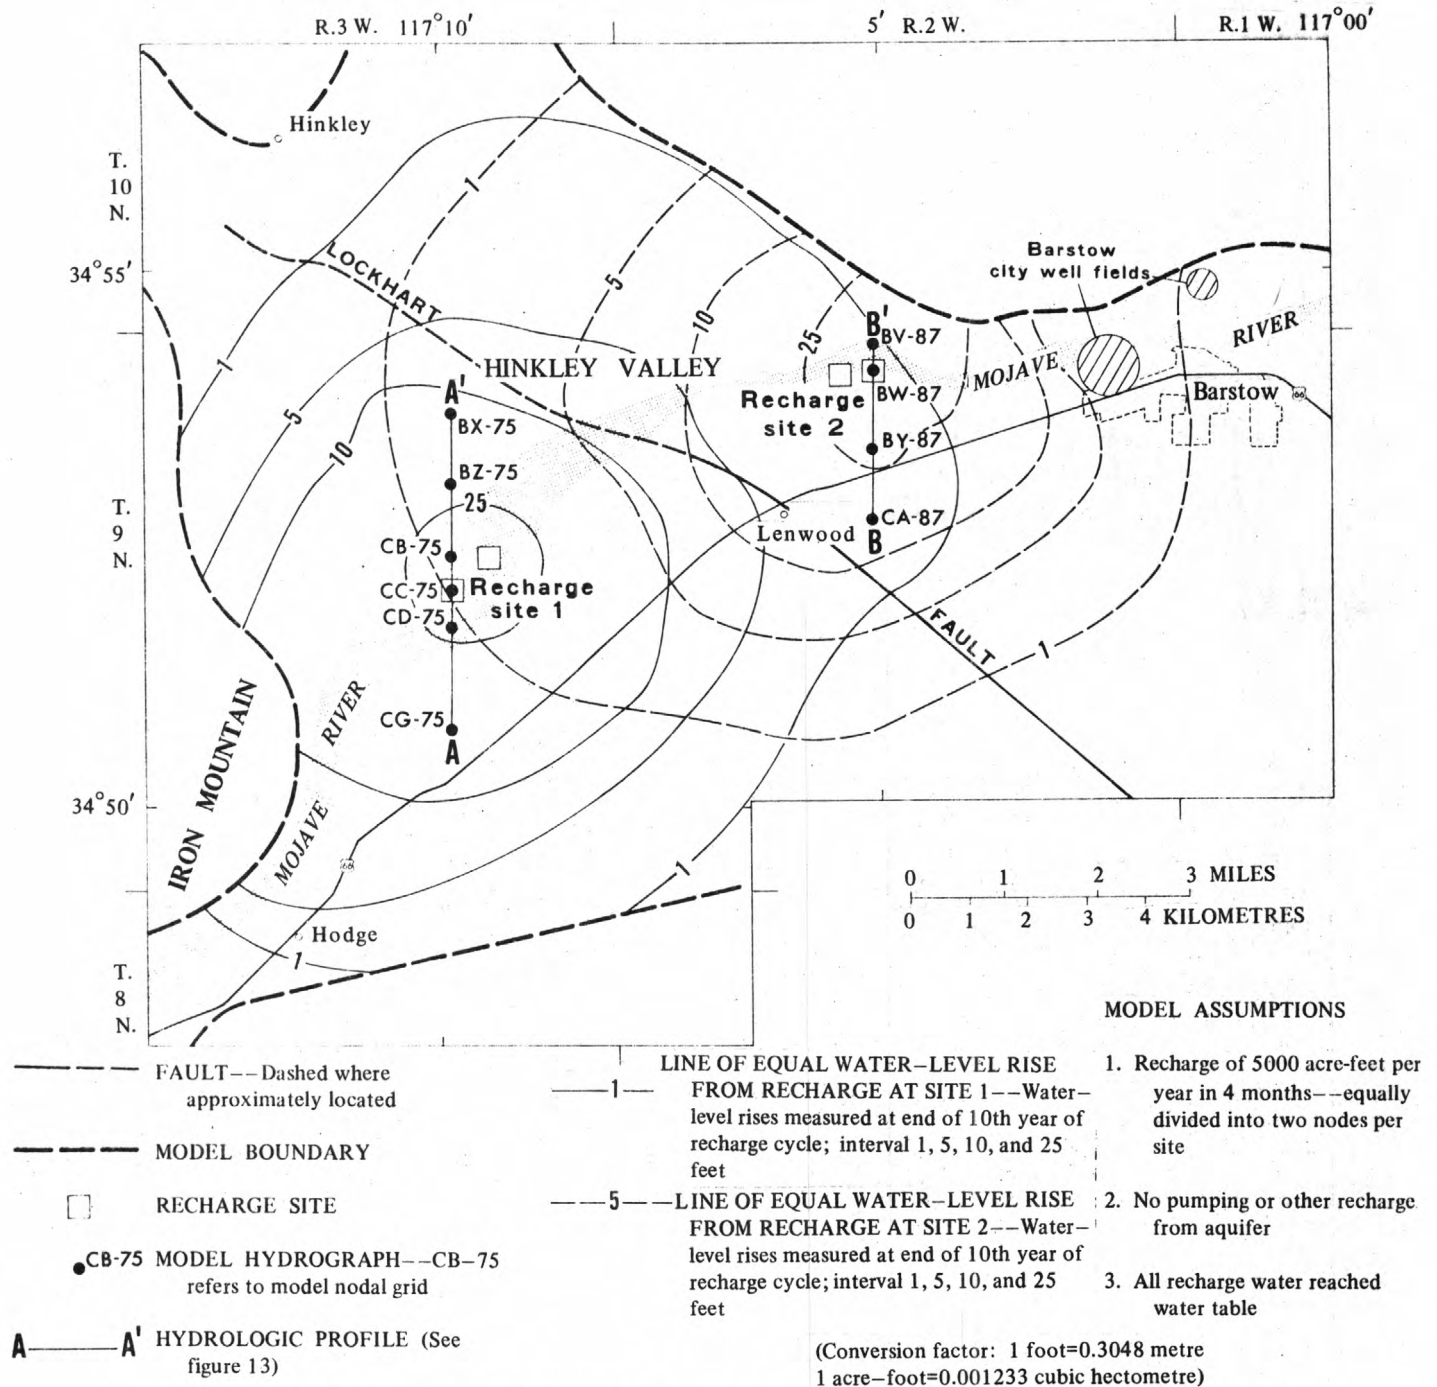 R.3 W. 117°10′ 5′ R.2 W. R.1 W. 117°00′
Hinkley
T.
10
N.
1
Barstow
city well fields
34°55′
LOCKHART
5
10
25
B′
BV-87
MOJAVE
RIVER
1
HINKLEY VALLEY
BW-87
Barstow
66
A′
5
BX-75
Recharge
site 2
BY-87
10
BZ-75
25
T.
9
N.
CA-87
Lenwood
B
CB-75
CC-75
Recharge
site 1
CD-75
FAULT
1
CG-75
A
RIVER
IRON MOUNTAIN
34°50′
MOJAVE
66
1
0 1 2 3 MILES
0 1 2 3 4 KILOMETRES
Hodge
1
T.
8
N.
MODEL ASSUMPTIONS
1. Recharge of 5000 acre-feet per
year in 4 months--equally
divided into two nodes per
site
2. No pumping or other recharge
from aquifer
3. All recharge water reached
water table
FAULT--Dashed where
approximately located
MODEL BOUNDARY
RECHARGE SITE
CB-75 MODEL HYDROGRAPH--CB-75
refers to model nodal grid
A A′ HYDROLOGIC PROFILE (See
figure 13)
LINE OF EQUAL WATER-LEVEL RISE
1 FROM RECHARGE AT SITE 1--Water-
level rises measured at end of 10th year of
recharge cycle; interval 1, 5, 10, and 25
feet
5 LINE OF EQUAL WATER-LEVEL RISE
FROM RECHARGE AT SITE 2--Water-
level rises measured at end of 10th year of
recharge cycle; interval 1, 5, 10, and 25
feet
(Conversion factor: 1 foot=0.3048 metre
1 acre-foot=0.001233 cubic hectometre)